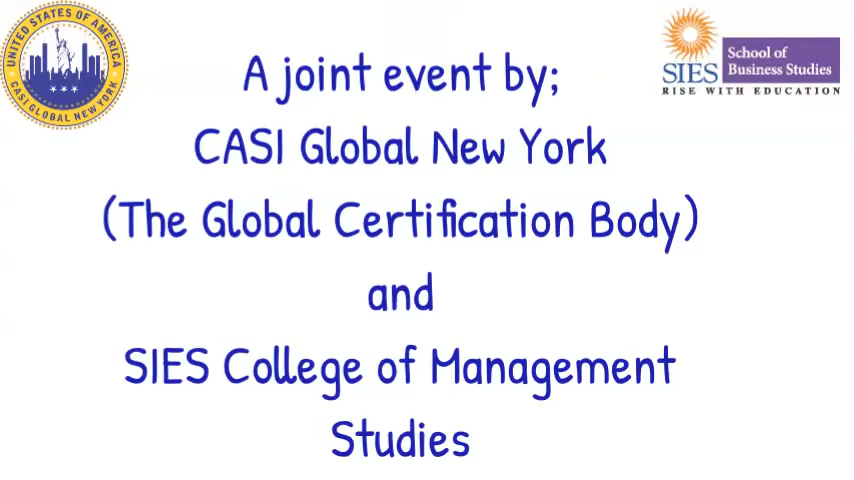 UNITED STATES OF AMERICA
CASI GLOBAL NEW YORK
SIES
School of
Business Studies
RISE WITH EDUCATION
A joint event by;
CASI Global New York
(The Global Certification Body)
and
SIES College of Management
Studies